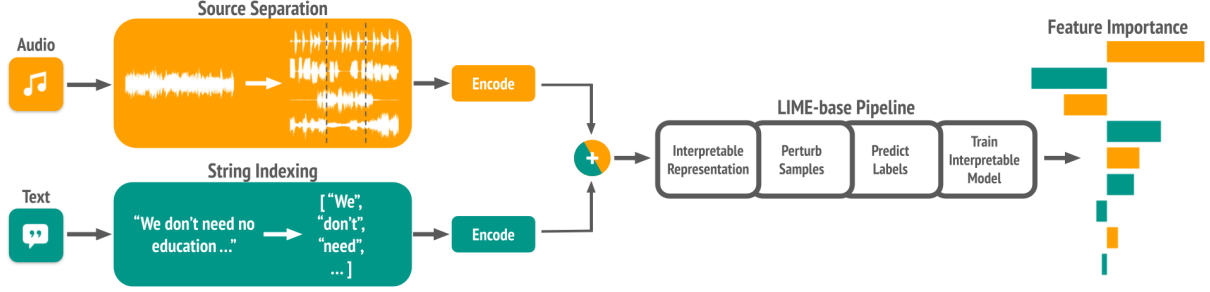 Source Separation
Audio
Encode
String Indexing
Text
“We don’t need no
education ...”
[ “We”,
“don’t”,
“need”,
... ]
Encode
+
LIME-base Pipeline
Interpretable
Representation
Perturb
Samples
Predict
Labels
Train
Interpretable
Model
Feature Importance